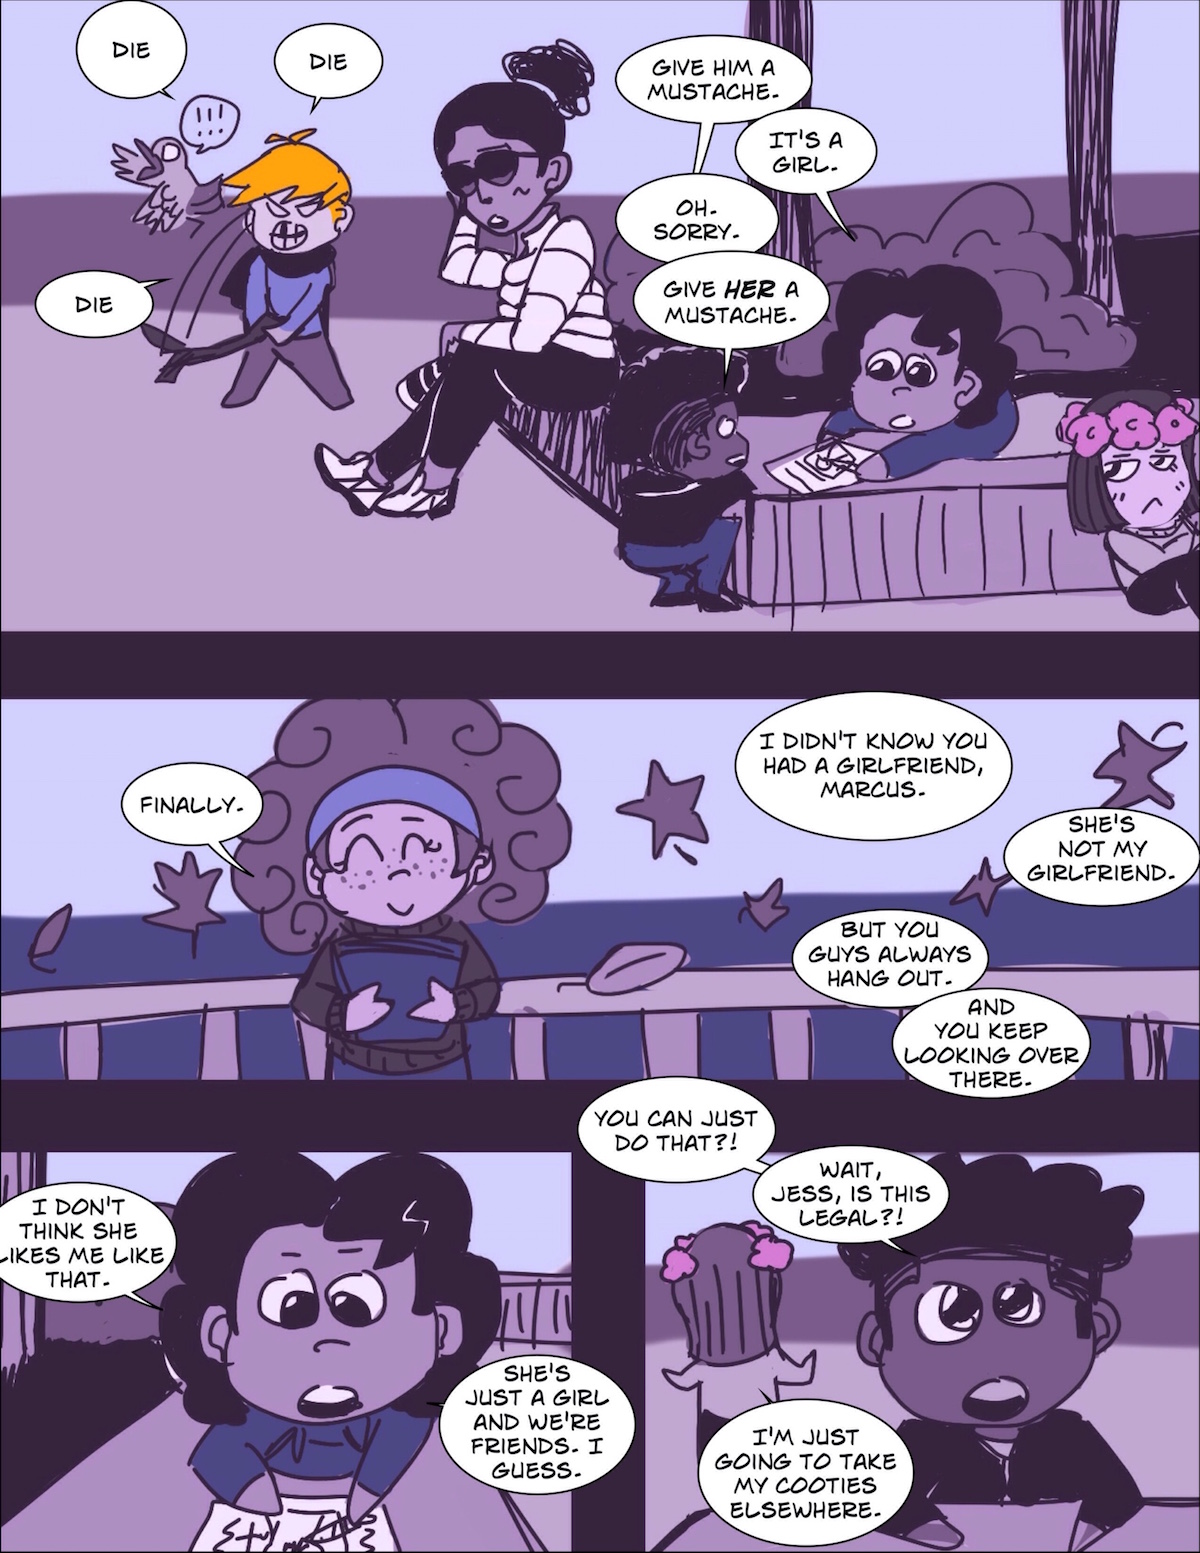 DIE
DIE
!!!
...
DIE
GIVE HIM A
MUSTACHE.
IT'S A
GIRL.
OH.
SORRY.
GIVE HER A
MUSTACHE.
FINALLY.
I DIDN'T KNOW YOU
HAD A GIRLFRIEND,
MARCUS.
SHE'S
NOT MY
GIRLFRIEND.
BUT YOU
GUYS ALWAYS
HANG OUT.
AND
YOU KEEP
LOOKING OVER
THERE.
I DON'T
THINK SHE
LIKES ME LIKE
THAT.
SHE'S
JUST A GIRL
AND WE'RE
FRIENDS. I
GUESS.
YOU CAN JUST
DO THAT?!
WAIT,
JESS, IS THIS
LEGAL?!
I'M JUST
GOING TO TAKE
MY COOTIES
ELSEWHERE.